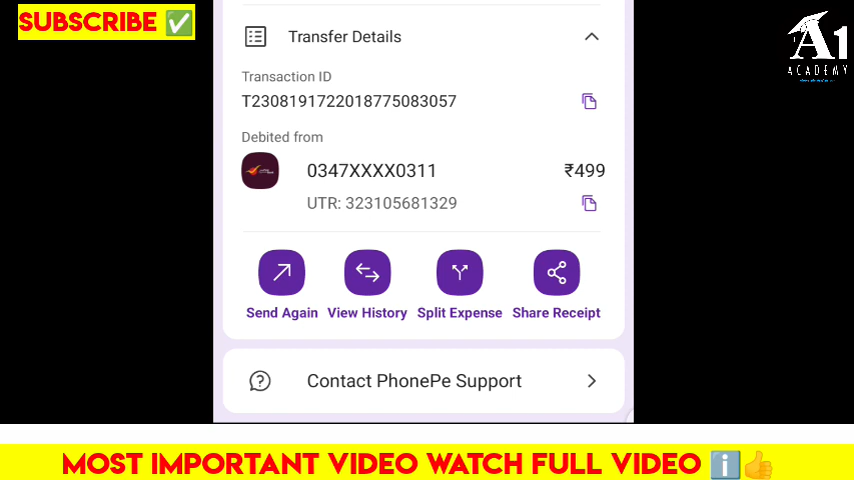 SUBSCRIBE ✅
A1
ACADEMY
Transfer Details
Transaction ID
T2308191722018775083057
Debited from
0347XXXX0311 ₹499
UTR: 323105681329
Send Again View History Split Expense Share Receipt
Contact PhonePe Support
MOST IMPORTANT VIDEO WATCH FULL VIDEO ℹ️👍